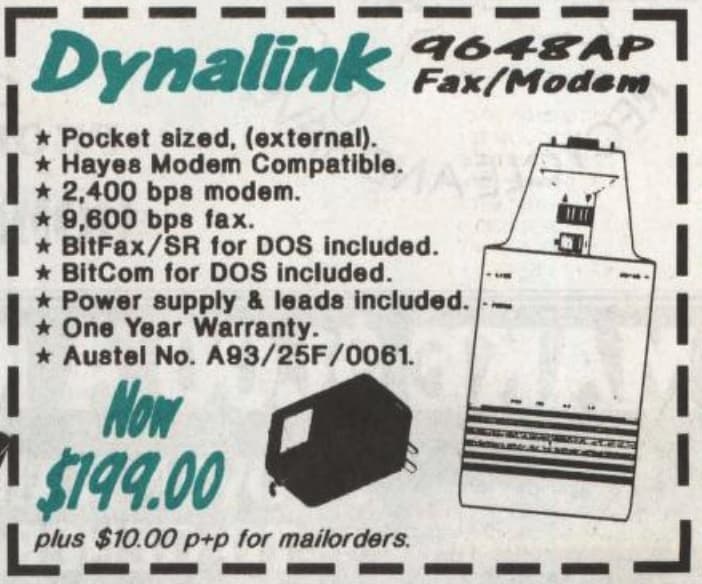 Dynalink 9648AP
Fax/Modem
★ Pocket sized, (external).
★ Hayes Modem Compatible.
★ 2,400 bps modem.
★ 9,600 bps fax.
★ BitFax/SR for DOS included.
★ BitCom for DOS included.
★ Power supply & leads included.
★ One Year Warranty.
★ Austel No. A93/25F/0061.
Now
$199.00
plus $10.00 p+p for mailorders.